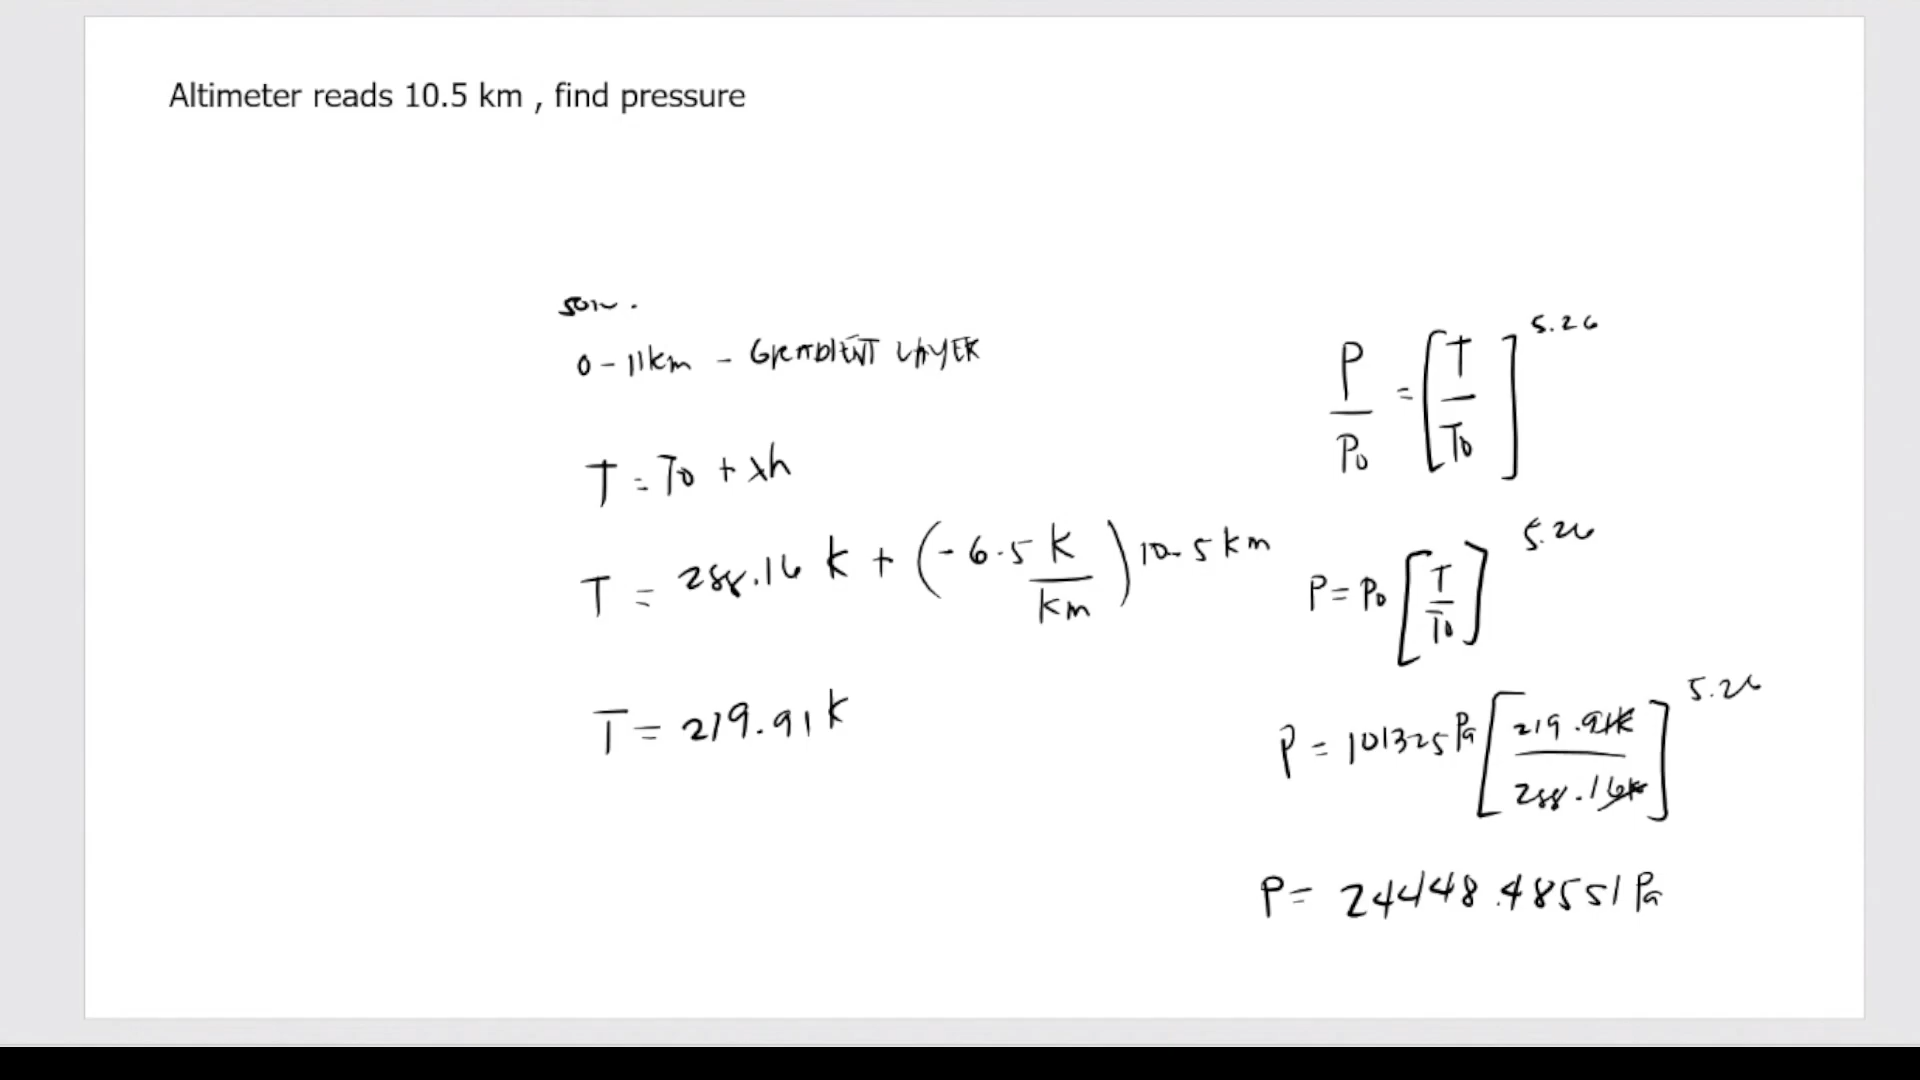 Altimeter reads 10.5 km , find pressure
soln.
0 - 11km - GRADIENT LAYER
T = T0 + λh
T = 288.16 K + (-6.5 K / km) 10.5 km
T = 219.91 K
P / P0 = [T / T0]^5.26
P = P0 [T / T0]^5.26
P = 101325 Pa [219.91K / 288.16K]^5.26
P = 24448.48551 Pa